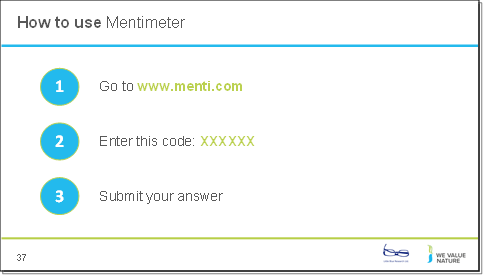 How to use Mentimeter
1 Go to www.menti.com
2 Enter this code: XXXXXX
3 Submit your answer
37
WE VALUE
NATURE